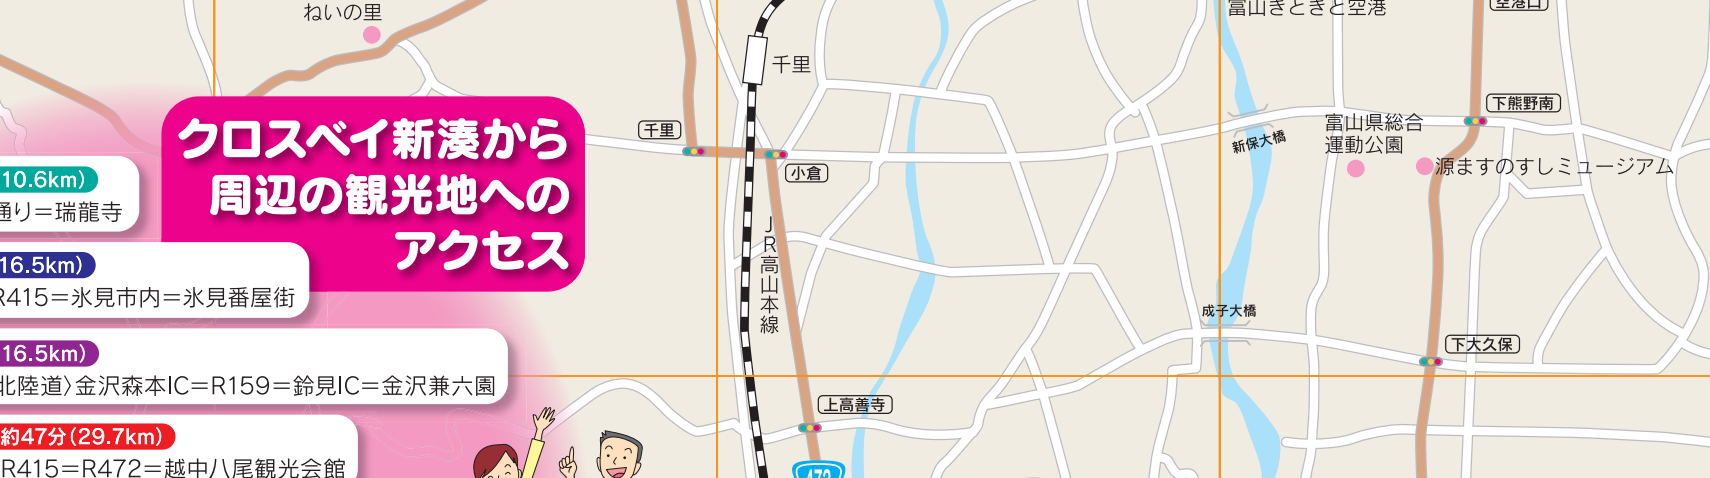 ねいの里
富山きときと空港
空港口
千里
下熊野南
千里
富山県総合
運動公園
新保大橋
源ますのすしミュージアム
小倉
クロスベイ新湊から
周辺の観光地への
アクセス
10.6km)
通り=瑞龍寺
16.5km)
R415=氷見市内=氷見番屋街
JR高山本線
成子大橋
下大久保
16.5km)
北陸道〉金沢森本IC=R159=鈴見IC=金沢兼六園
上高善寺
約47分(29.7km)
R415=R472=越中八尾観光会館
472